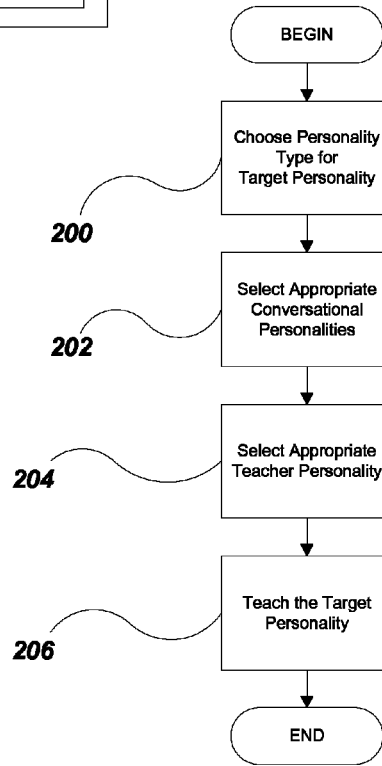 BEGIN
Choose Personality
Type for
Target Personality
200
Select Appropriate
Conversational
Personalities
202
Select Appropriate
Teacher Personality
204
Teach the Target
Personality
206
END